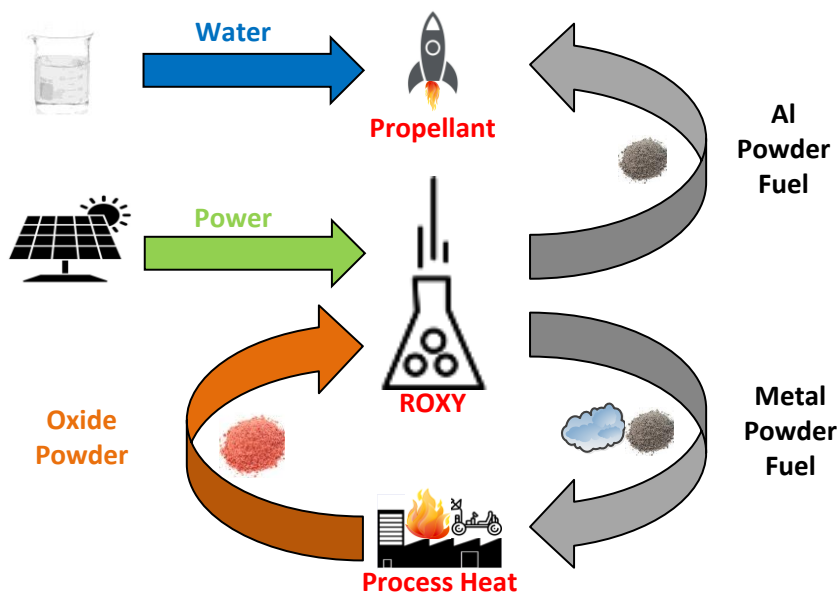 Water
Propellant
Al
Powder
Fuel
Power
ROXY
Oxide
Powder
Metal
Powder
Fuel
Process Heat